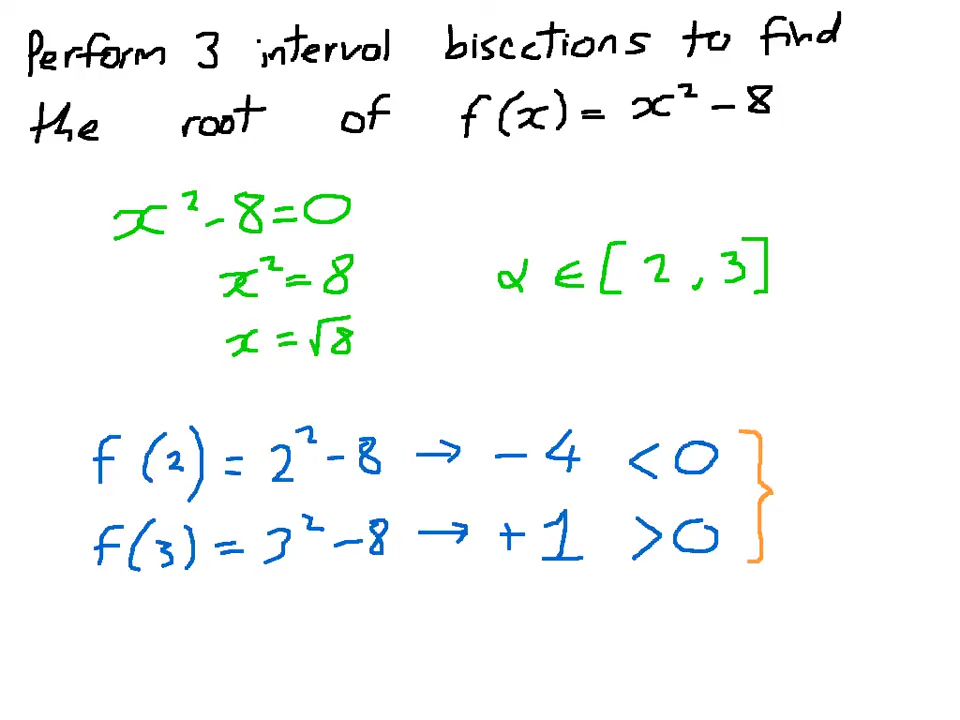 Perform 3 interval bisections to find
the root of f(x) = x² - 8
x² - 8 = 0
x² = 8
x = √8
α ∈ [2, 3]
f(2) = 2² - 8 → - 4 < 0
f(3) = 3² - 8 → + 1 > 0